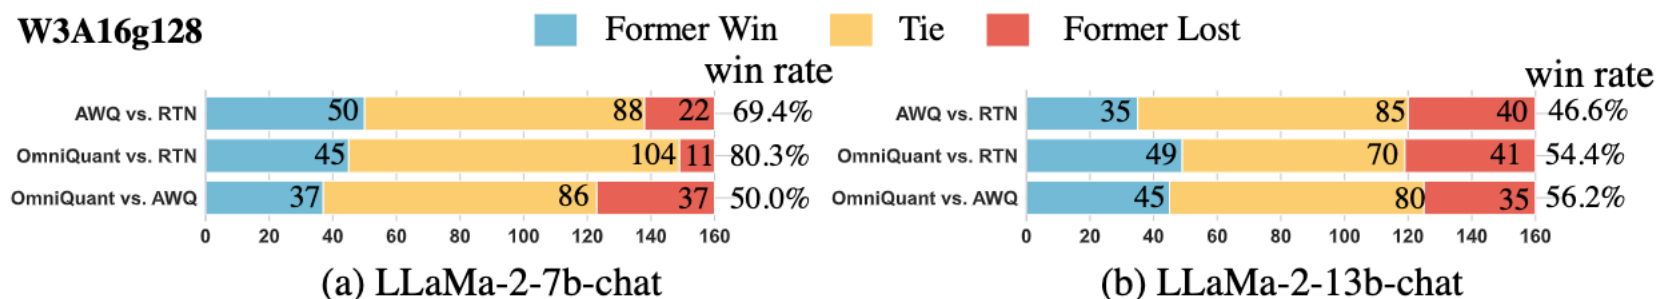 W3A16g128
Former Win Tie Former Lost
win rate
AWQ vs. RTN 50 88 22 69.4%
OmniQuant vs. RTN 45 104 11 80.3%
OmniQuant vs. AWQ 37 86 37 50.0%
0 20 40 60 80 100 120 140 160
(a) LLaMa-2-7b-chat
win rate
AWQ vs. RTN 35 85 40 46.6%
OmniQuant vs. RTN 49 70 41 54.4%
OmniQuant vs. AWQ 45 80 35 56.2%
0 20 40 60 80 100 120 140 160
(b) LLaMa-2-13b-chat